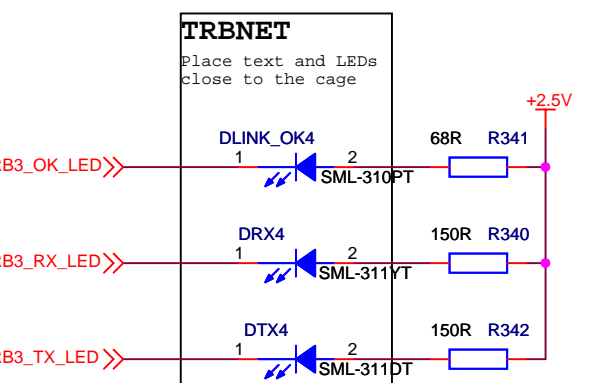 TRBNET
Place text and LEDs
close to the cage
+2.5V
DLINK_OK4
68R R341
B3_OK_LED
1 2
SML-310PT
DRX4
150R R340
B3_RX_LED
1 2
SML-311YT
DTX4
150R R342
B3_TX_LED
1 2
SML-311DT